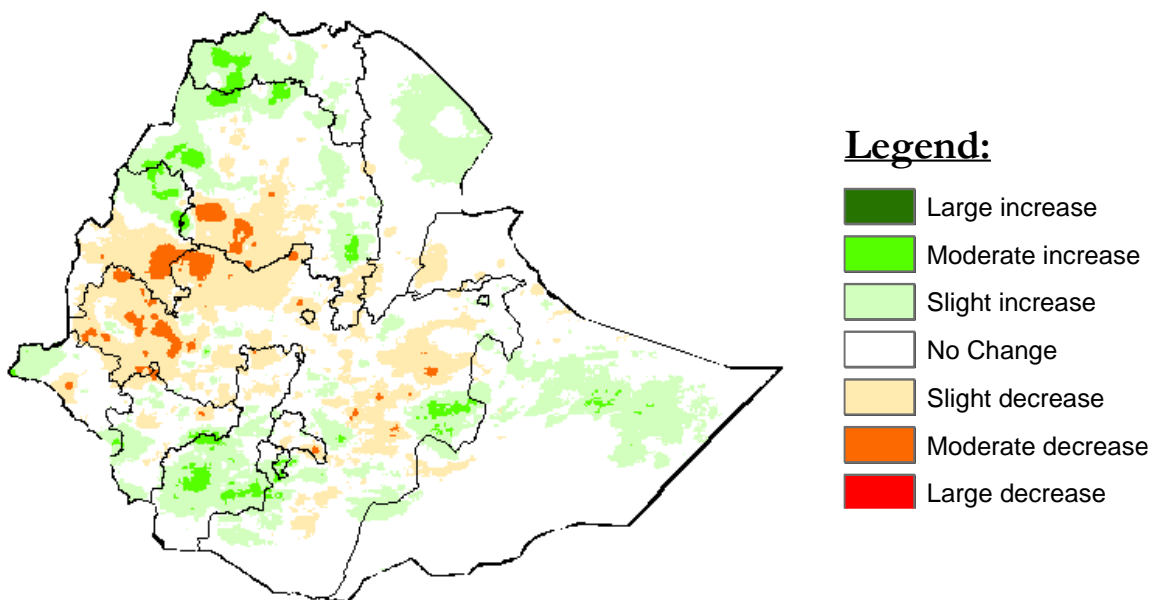 Legend:
Large increase
Moderate increase
Slight increase
No Change
Slight decrease
Moderate decrease
Large decrease